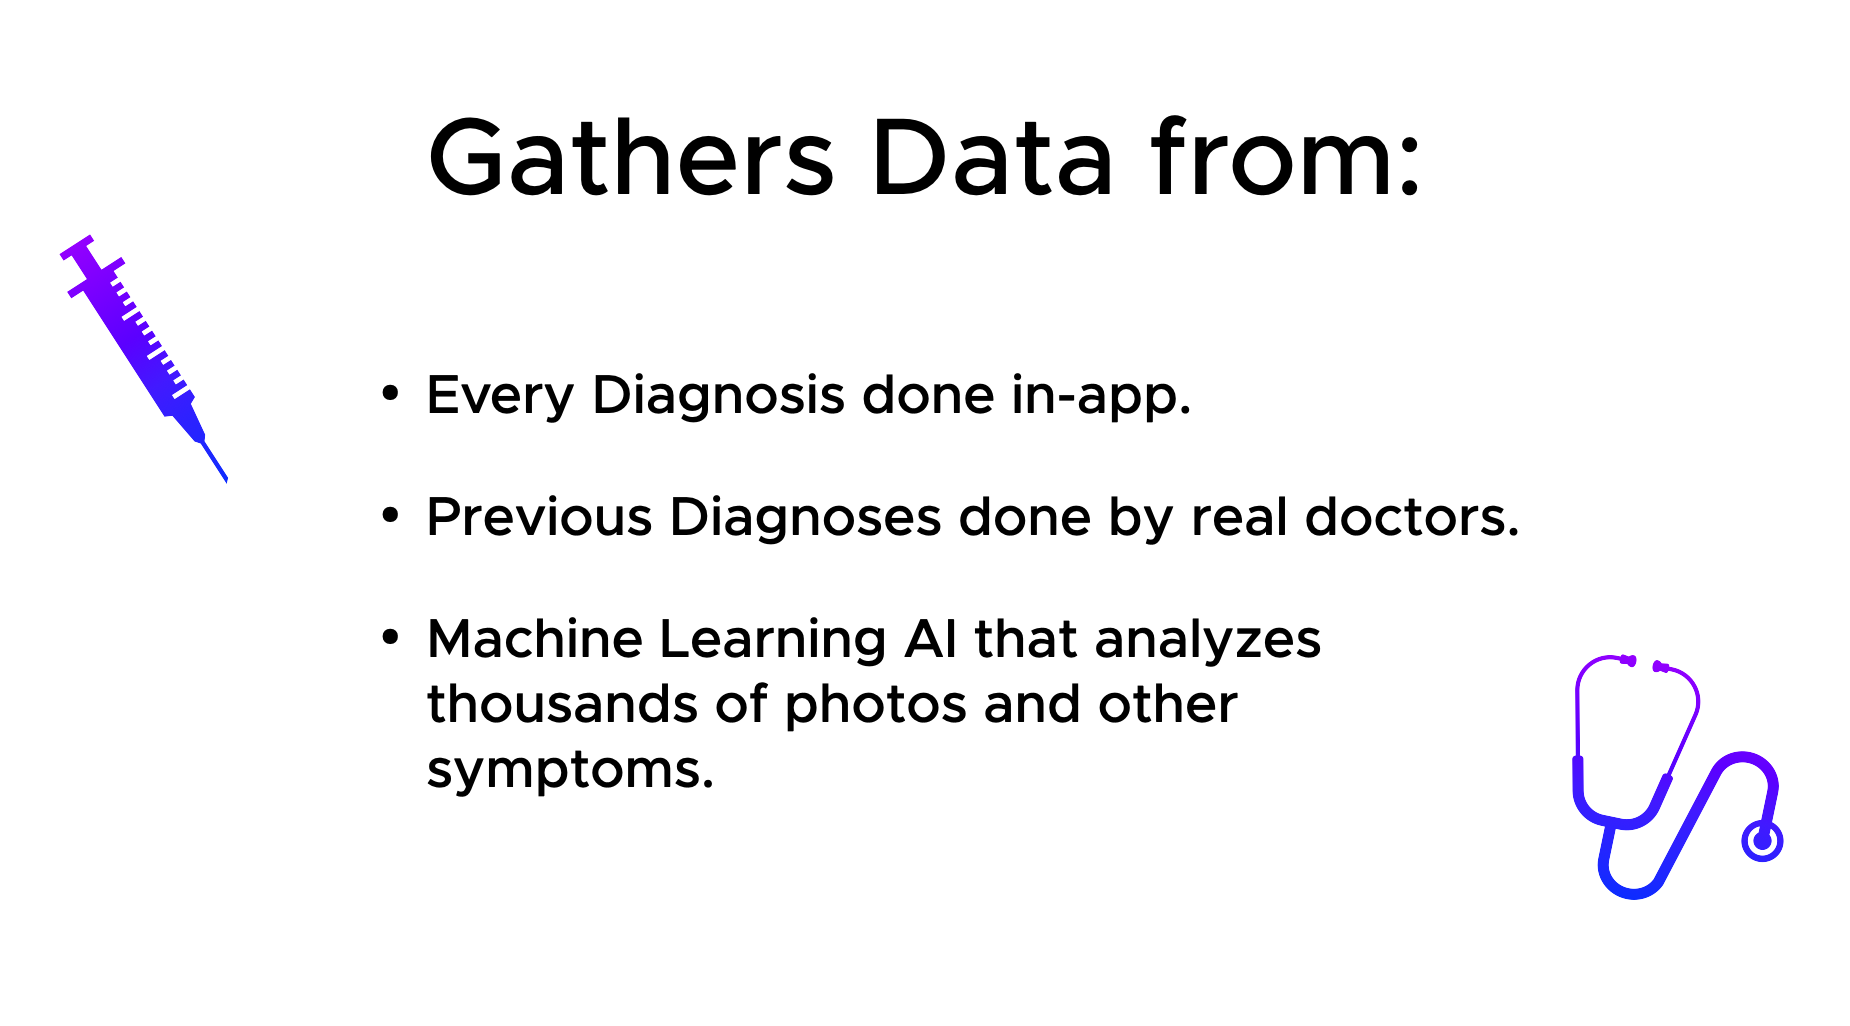 Gathers Data from:
• Every Diagnosis done in-app.
• Previous Diagnoses done by real doctors.
• Machine Learning AI that analyzes
thousands of photos and other
symptoms.